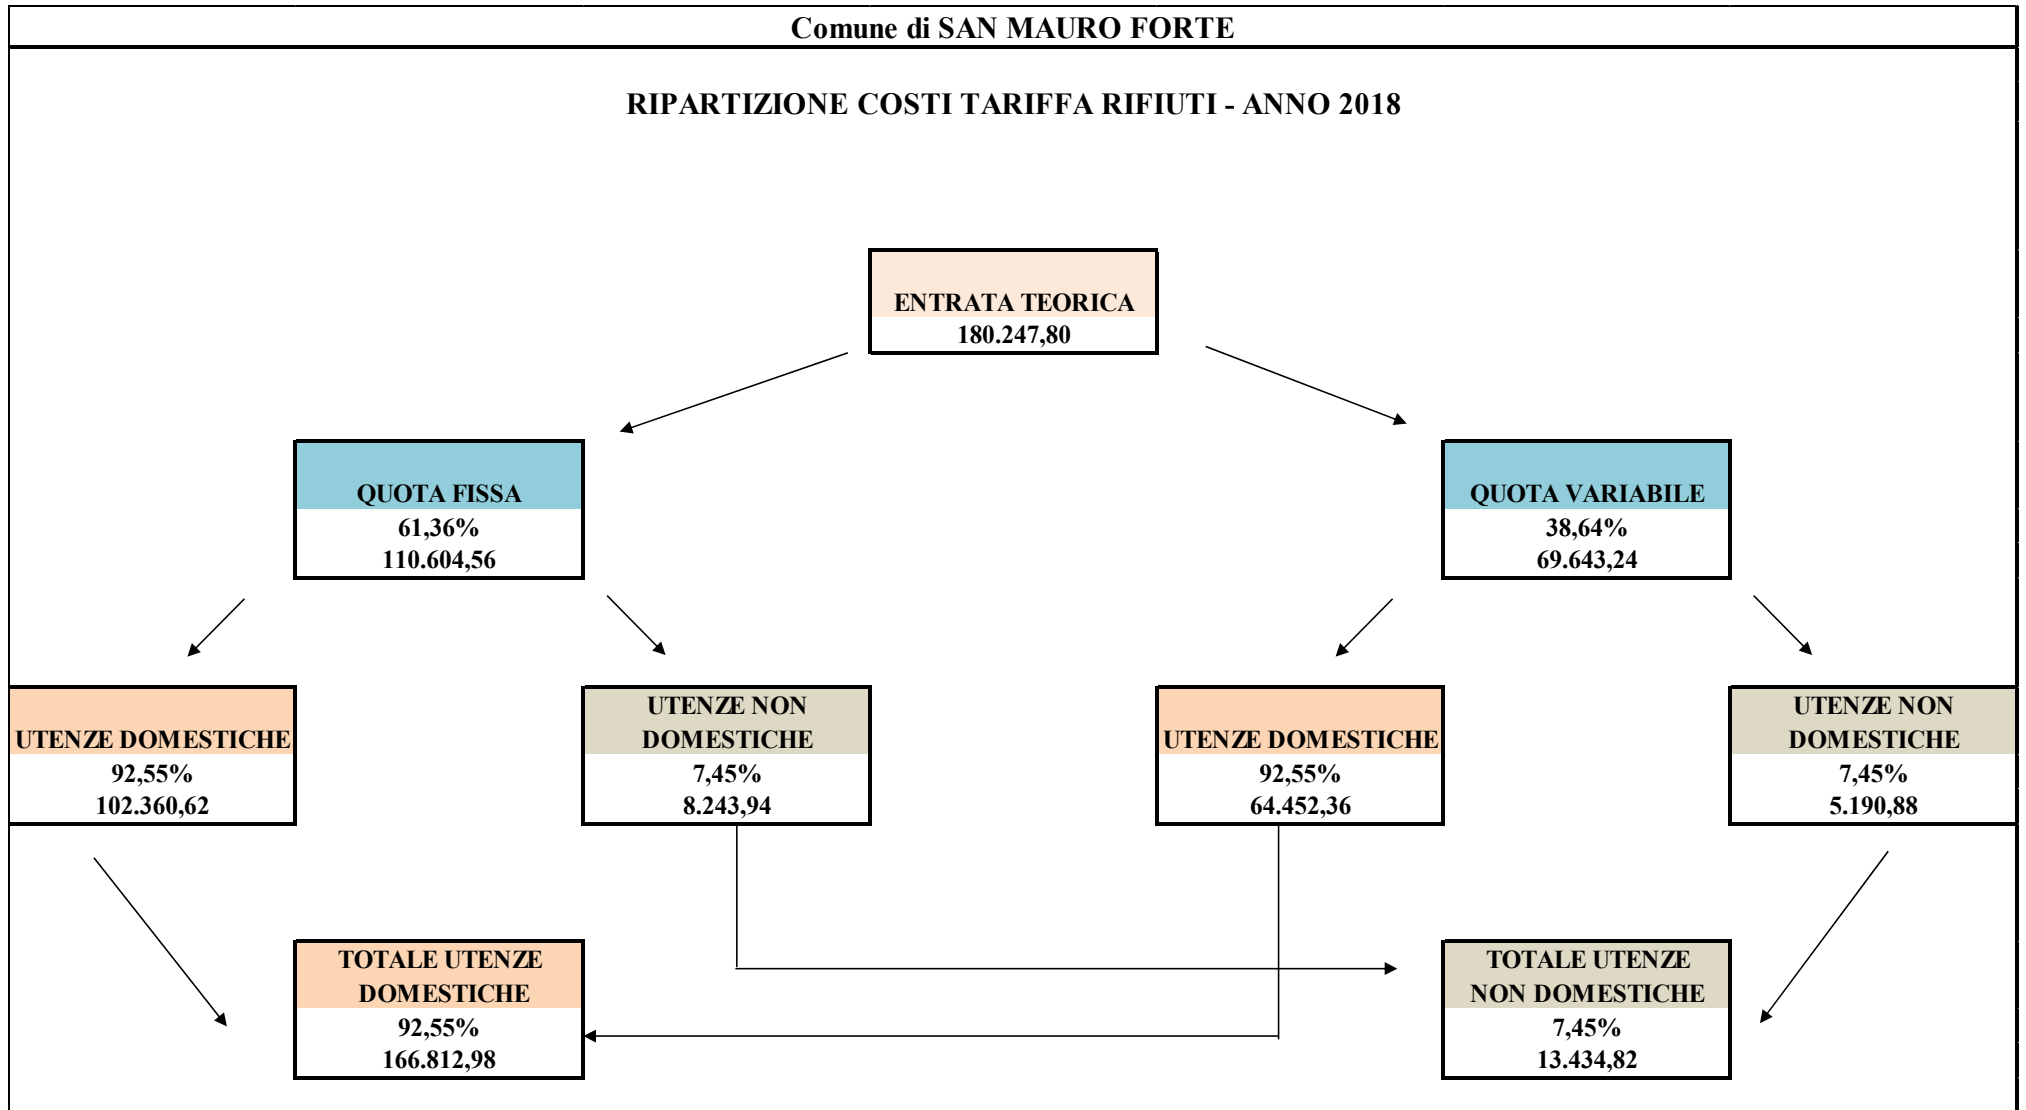 Comune di SAN MAURO FORTE
RIPARTIZIONE COSTI TARIFFA RIFIUTI - ANNO 2018
ENTRATA TEORICA
180.247,80
QUOTA FISSA
61,36%
110.604,56
QUOTA VARIABILE
38,64%
69.643,24
UTENZE DOMESTICHE
92,55%
102.360,62
UTENZE NON
DOMESTICHE
7,45%
8.243,94
UTENZE DOMESTICHE
92,55%
64.452,36
UTENZE NON
DOMESTICHE
7,45%
5.190,88
TOTALE UTENZE
DOMESTICHE
92,55%
166.812,98
TOTALE UTENZE
NON DOMESTICHE
7,45%
13.434,82